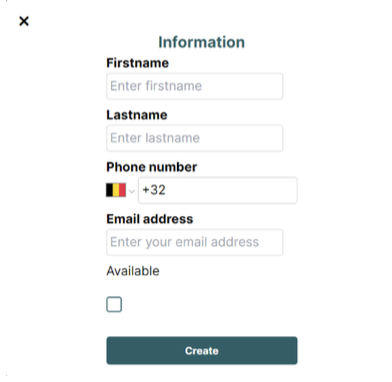 Information
Firstname
Enter firstname
Lastname
Enter lastname
Phone number
+32
Email address
Enter your email address
Available
Create